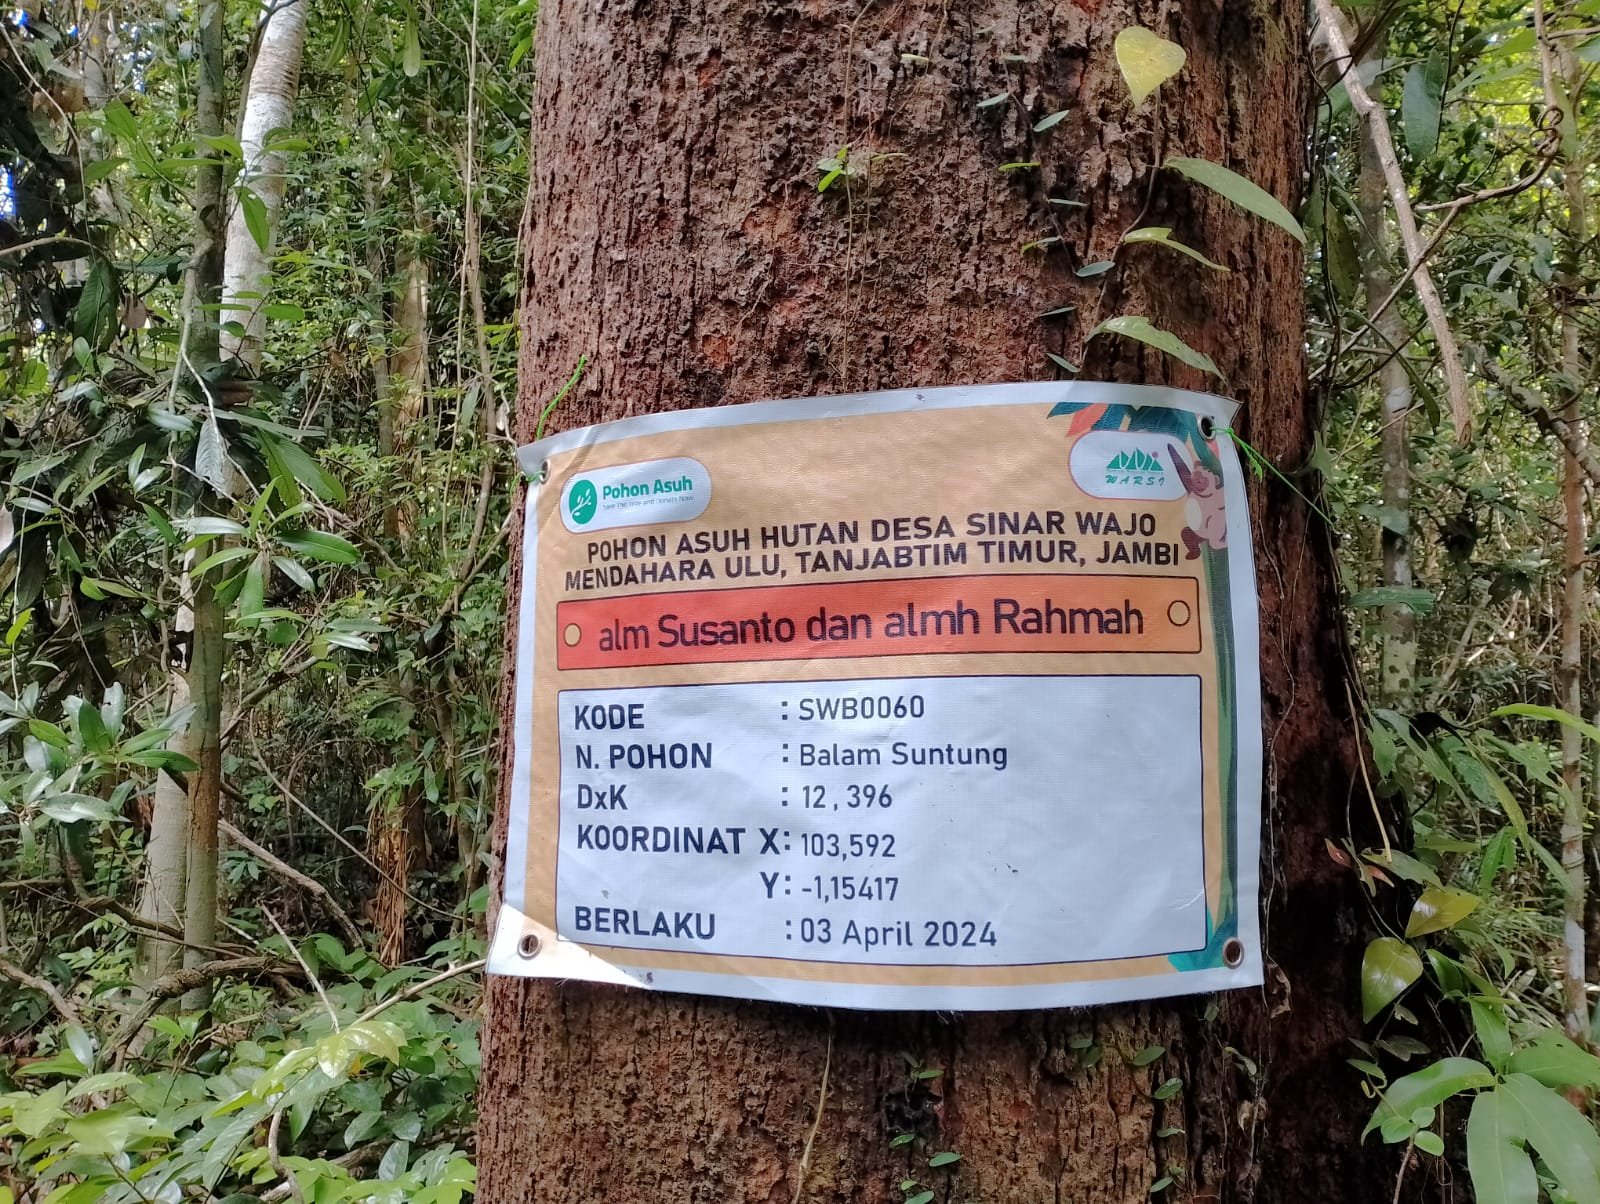 Pohon Asuh
Save The Tree and Donate Now
WARSI
POHON ASUH HUTAN DESA SINAR WAJO
MENDAHARA ULU, TANJABTIM TIMUR, JAMBI
alm Susanto dan almh Rahmah
KODE : SWB0060
N. POHON : Balam Suntung
DxK : 12 , 396
KOORDINAT X: 103,592
Y: -1,15417
BERLAKU : 03 April 2024